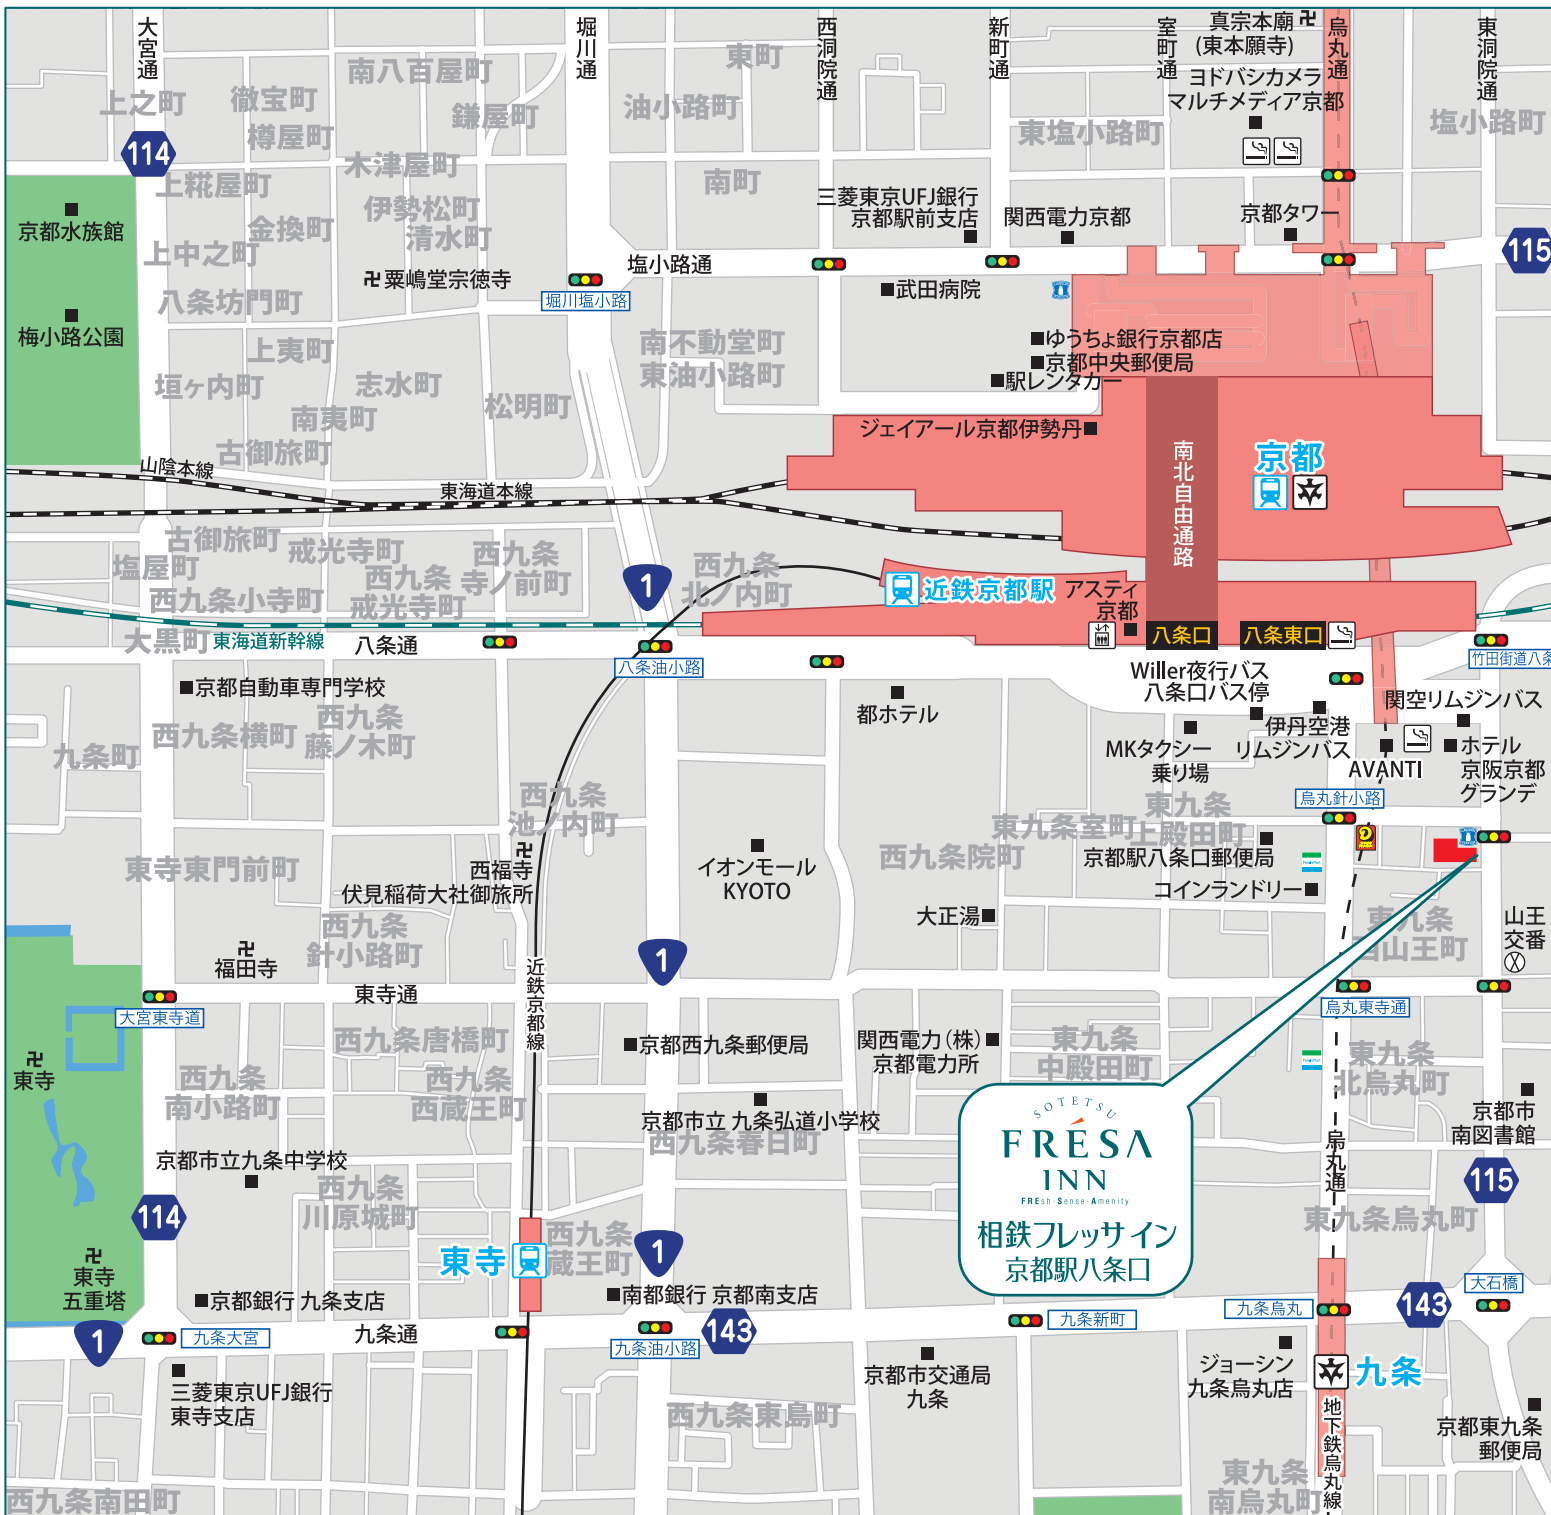 大宮通
堀川通
西洞院通
新町通
室町通
烏丸通
東洞院通
真宗本廟
(東本願寺)
ヨドバシカメラ
マルチメディア京都
南八百屋町
東町
上之町
徹宝町
鎌屋町
油小路町
東塩小路町
塩小路町
樽屋町
114
木津屋町
上糀屋町
南町
三菱東京UFJ銀行
京都駅前支店
関西電力京都
京都タワー
伊勢松町
京都水族館
金換町
清水町
上中之町
115
塩小路通
粟嶋堂宗徳寺
堀川塩小路
武田病院
八条坊門町
梅小路公園
上夷町
南不動堂町
ゆうちょ銀行京都店
京都中央郵便局
駅レンタカー
東油小路町
垣ヶ内町
志水町
松明町
南夷町
ジェイアール京都伊勢丹
古御旅町
南北自由通路
京都
山陰本線
東海道本線
古御旅町
戒光寺町
西九条
寺ノ前町
西九条
北ノ内町
塩屋町
西九条
戒光寺町
西九条小寺町
1
近鉄京都駅
アスティ
京都
大黒町
東海道新幹線
八条通
八条口
八条東口
八条油小路
竹田街道八条
Willer夜行バス
八条口バス停
京都自動車専門学校
都ホテル
関空リムジンバス
西九条横町
西九条
藤ノ木町
伊丹空港
リムジンバス
九条町
MKタクシー
乗り場
AVANTI
ホテル
京阪京都
グランデ
西九条
池ノ内町
烏丸針小路
東九条
上殿田町
東九条室町
西九条院町
京都駅八条口郵便局
東寺東門前町
西福寺
伏見稲荷大社御旅所
イオンモール
KYOTO
コインランドリー
大正湯
西九条
針小路町
東九条
西山王町
山王
交番
福田寺
近鉄京都線
1
東寺通
大宮東寺道
烏丸東寺通
西九条唐橋町
京都西九条郵便局
関西電力(株)
京都電力所
東九条
中殿田町
東九条
北烏丸町
東寺
西九条
南小路町
西九条
西蔵王町
京都市立 九条弘道小学校
京都市
南図書館
西九条春日町
烏丸通
SOTETSU
FRESA
INN
FREsh·Sense·Amenity
相鉄フレッサイン
京都駅八条口
京都市立九条中学校
115
西九条
川原城町
114
東九条烏丸町
西九条
蔵王町
1
東寺
東寺
五重塔
京都銀行 九条支店
南都銀行 京都南支店
大石橋
143
143
九条烏丸
九条新町
1
九条大宮
九条通
九条油小路
ジョーシン
九条烏丸店
京都市交通局
九条
九条
三菱東京UFJ銀行
東寺支店
西九条東島町
地下鉄烏丸線
京都東九条
郵便局
東九条
南烏丸町
西九条南田町